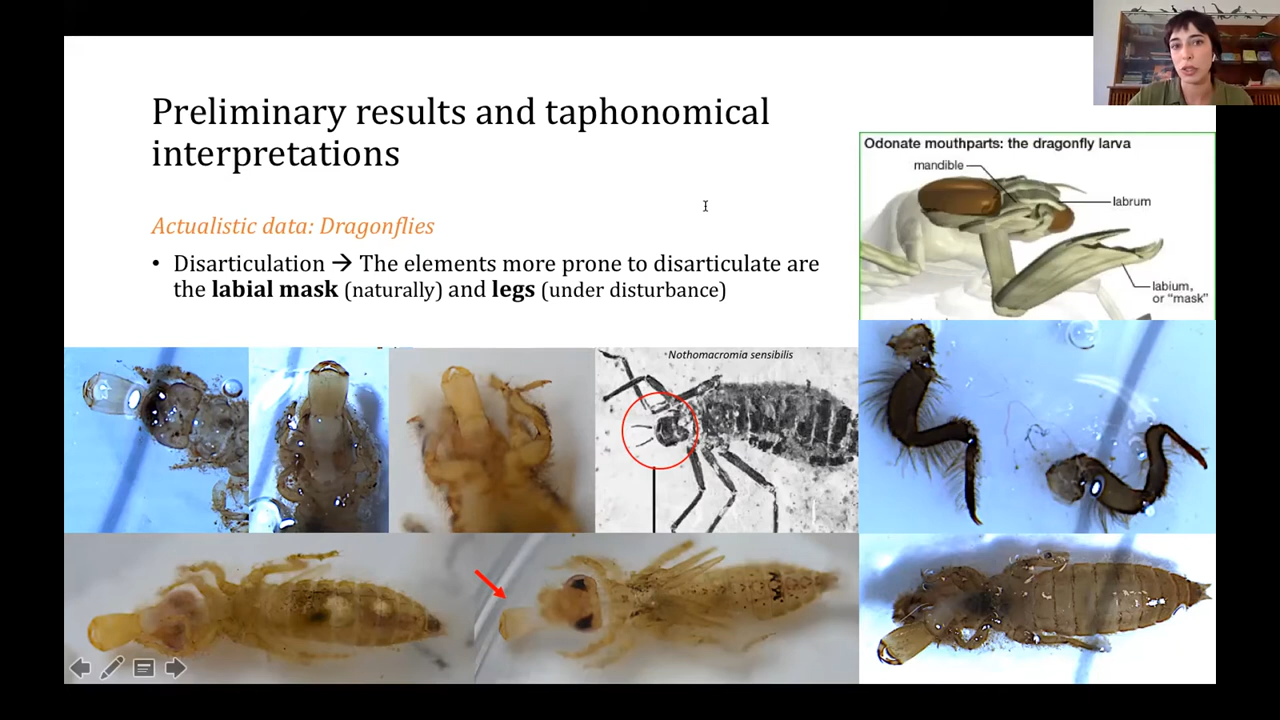 Preliminary results and taphonomical
interpretations
Actualistic data: Dragonflies
• Disarticulation → The elements more prone to disarticulate are
the labial mask (naturally) and legs (under disturbance)
Odonate mouthparts: the dragonfly larva
mandible
labrum
labium,
or “mask”
Nothomacromia sensibilis